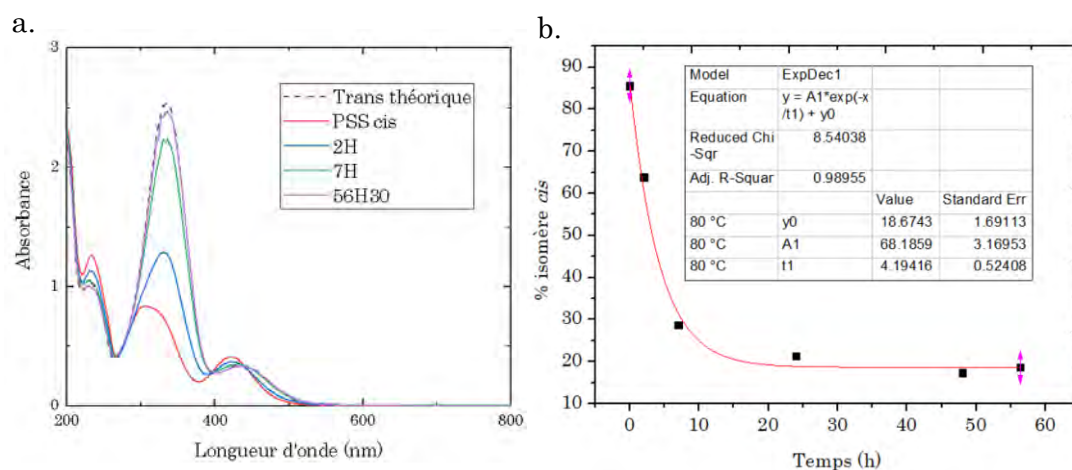 a.
3
2
1
0
Absorbance
200 400 600 800
Longueur d'onde (nm)
Trans théorique
PSS cis
2H
7H
56H30
b.
90
80
70
60
50
40
30
20
10
% isomère cis
0 10 20 30 40 50 60
Temps (h)
Model ExpDec1
Equation y = A1*exp(-x
/t1) + y0
Reduced Chi 8.54038
-Sqr
Adj. R-Squar 0.98955
Value Standard Err
80 °C y0 18.6743 1.69113
80 °C A1 68.1859 3.16953
80 °C t1 4.19416 0.52408